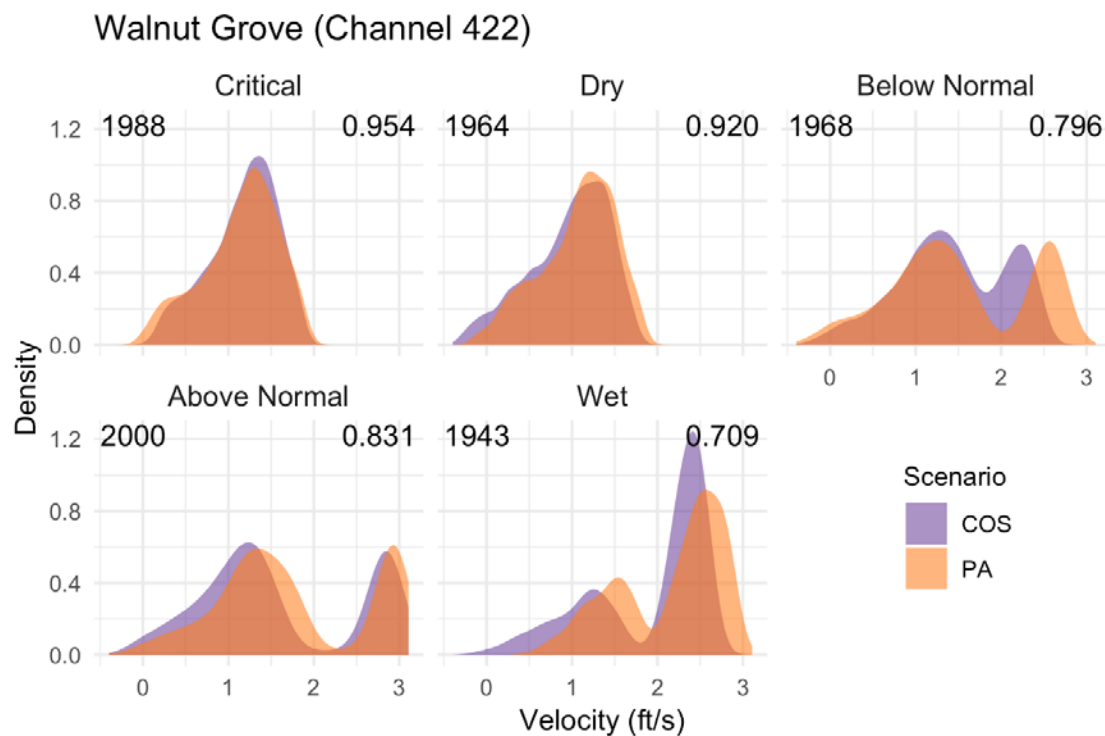 Walnut Grove (Channel 422)
Critical
Dry
Below Normal
1988
0.954
1964
0.920
1968
0.796
1.2
0.8
0.4
0.0
0
1
2
3
Density
Above Normal
Wet
2000
0.831
1943
0.709
1.2
0.8
0.4
0.0
0
1
2
3
0
1
2
3
Velocity (ft/s)
Scenario
COS
PA